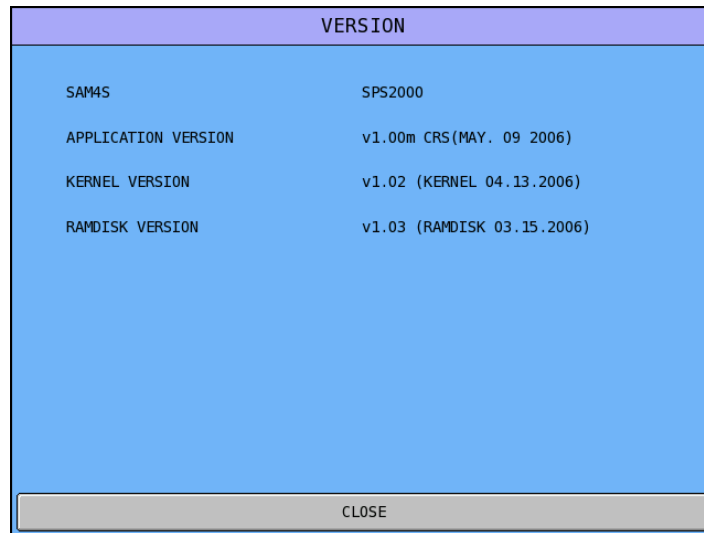 VERSION
SAM4S SPS2000
APPLICATION VERSION v1.00m CRS(MAY. 09 2006)
KERNEL VERSION v1.02 (KERNEL 04.13.2006)
RAMDISK VERSION v1.03 (RAMDISK 03.15.2006)
CLOSE